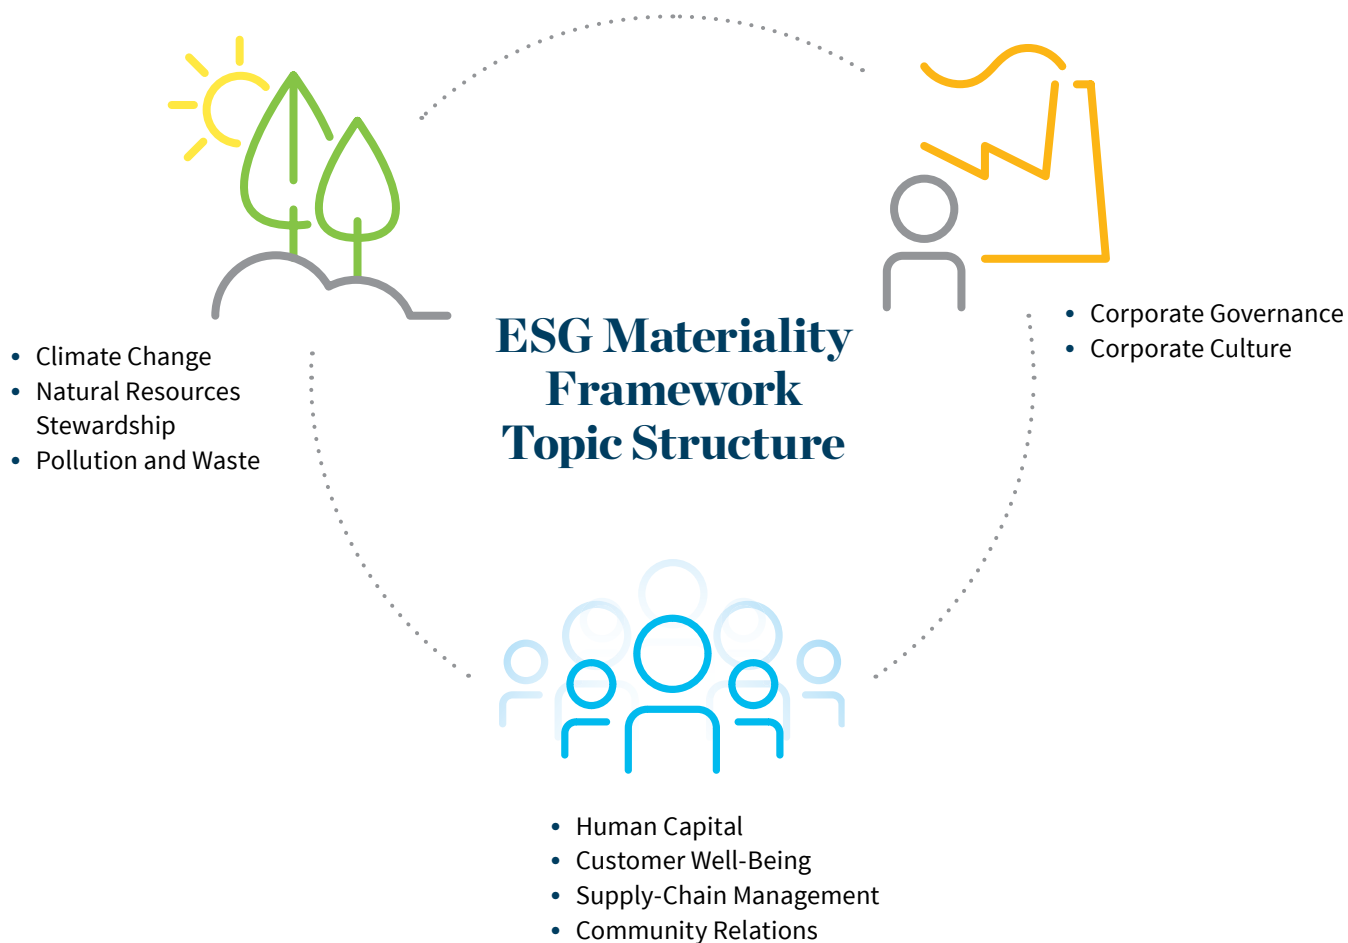 ESG Materiality
Framework
Topic Structure
• Climate Change
• Natural Resources
Stewardship
• Pollution and Waste
• Corporate Governance
• Corporate Culture
• Human Capital
• Customer Well-Being
• Supply-Chain Management
• Community Relations